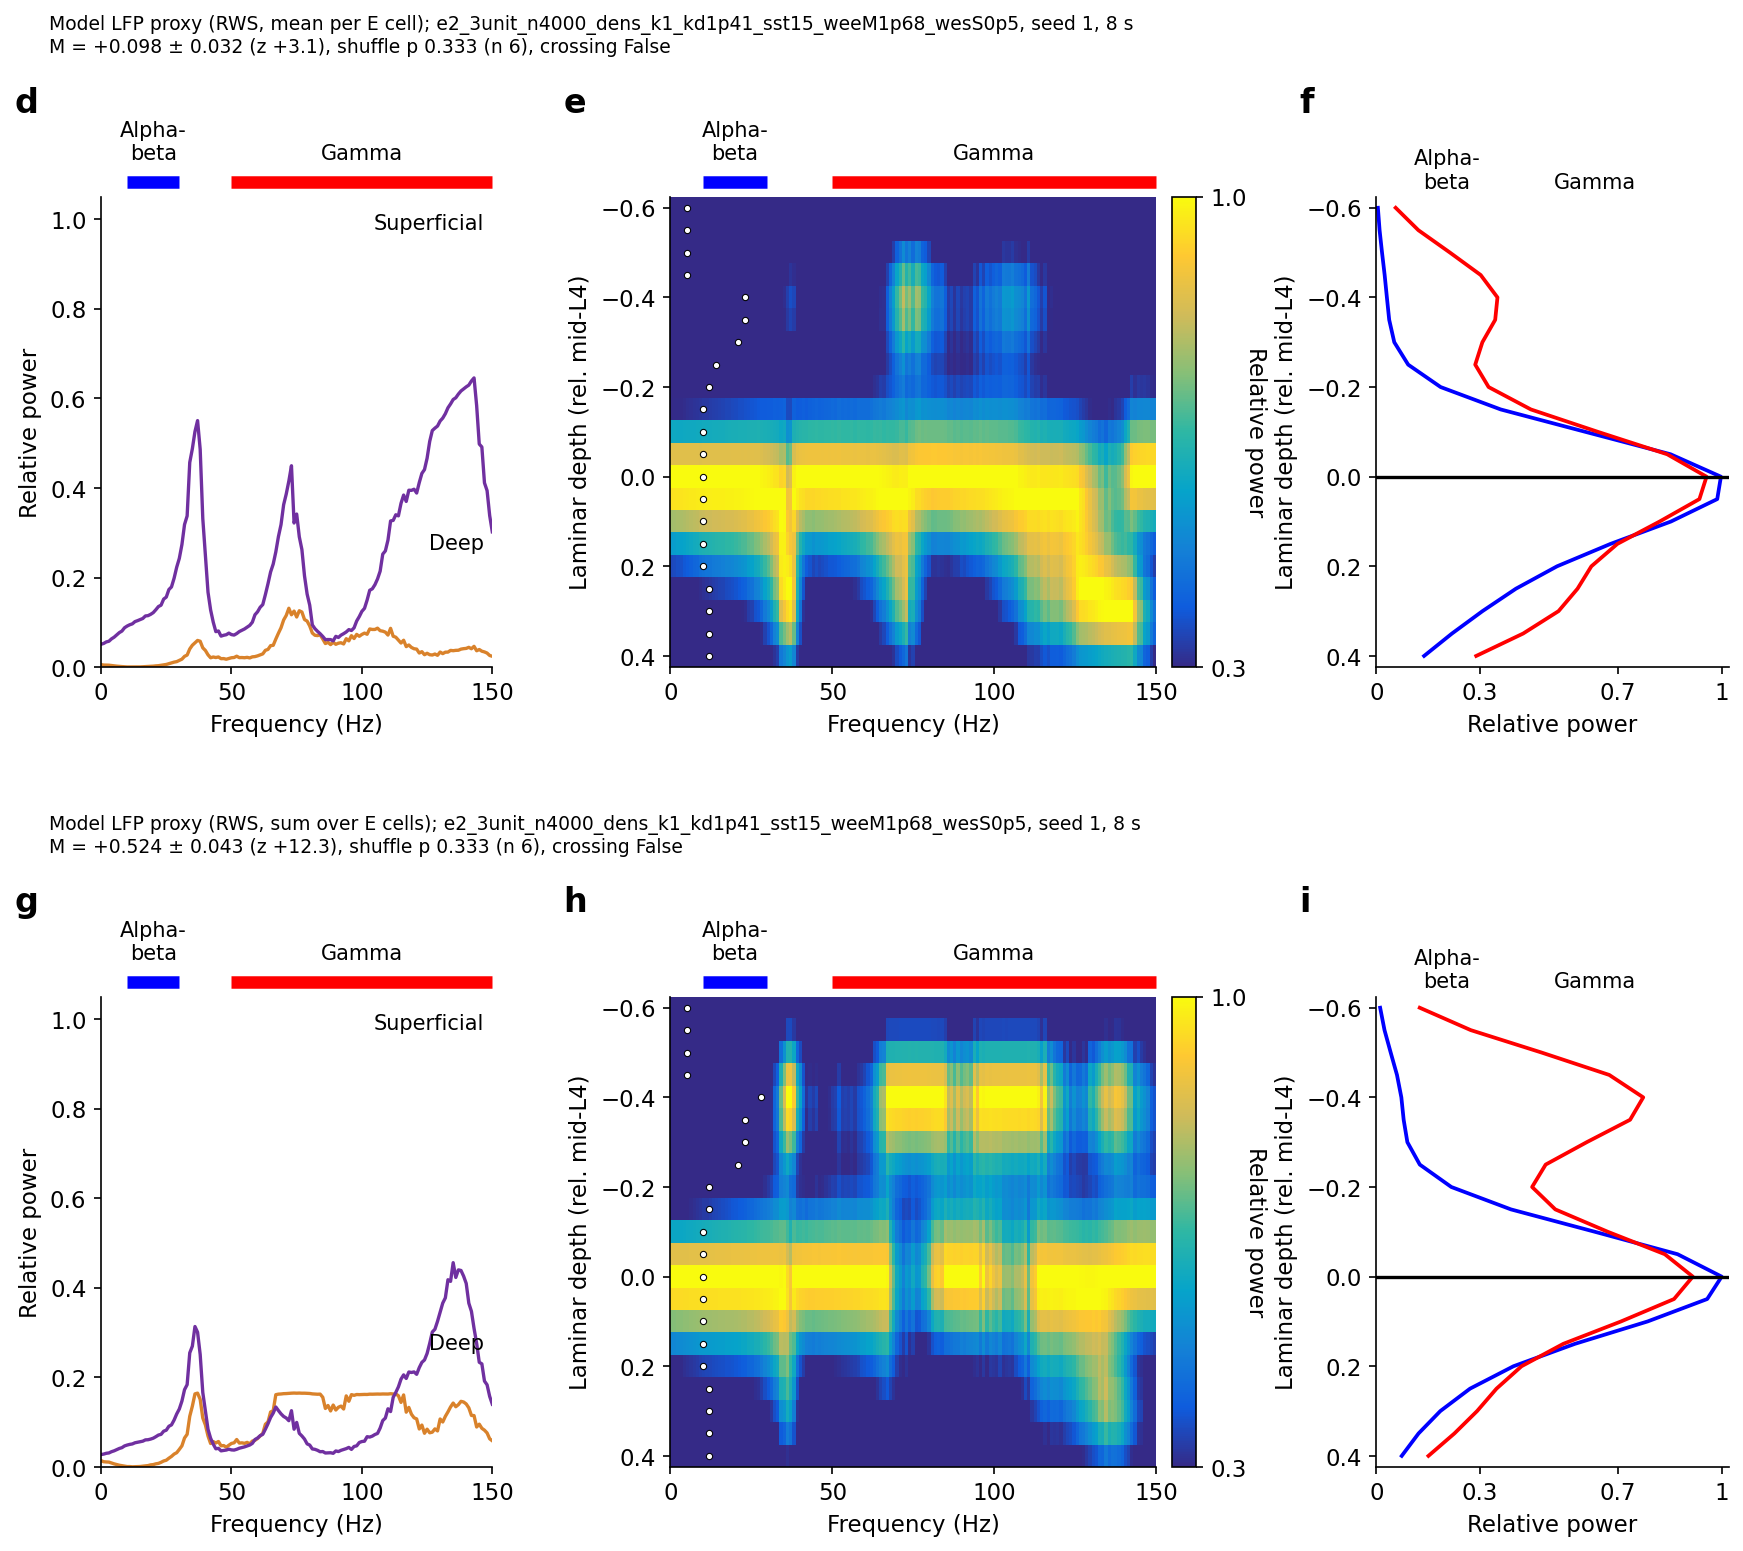 Model LFP proxy (RWS, mean per E cell); e2_3unit_n4000_dens_k1_kd1p41_sst15_weeM1p68_wesS0p5, seed 1, 8 s
M = +0.098 ± 0.032 (z +3.1), shuffle p 0.333 (n 6), crossing False
d
Alpha-
beta
Gamma
Superficial
Deep
1.0
0.8
0.6
0.4
0.2
0.0
Relative power
0
50
100
150
Frequency (Hz)
e
Alpha-
beta
Gamma
−0.6
−0.4
−0.2
0.0
0.2
0.4
Laminar depth (rel. mid-L4)
0
50
100
150
Frequency (Hz)
1.0
0.3
Relative power
f
Alpha-
beta
Gamma
−0.6
−0.4
−0.2
0.0
0.2
0.4
Laminar depth (rel. mid-L4)
0
0.3
0.7
1
Relative power
Model LFP proxy (RWS, sum over E cells); e2_3unit_n4000_dens_k1_kd1p41_sst15_weeM1p68_wesS0p5, seed 1, 8 s
M = +0.524 ± 0.043 (z +12.3), shuffle p 0.333 (n 6), crossing False
g
Alpha-
beta
Gamma
Superficial
Deep
1.0
0.8
0.6
0.4
0.2
0.0
Relative power
0
50
100
150
Frequency (Hz)
h
Alpha-
beta
Gamma
−0.6
−0.4
−0.2
0.0
0.2
0.4
Laminar depth (rel. mid-L4)
0
50
100
150
Frequency (Hz)
1.0
0.3
Relative power
i
Alpha-
beta
Gamma
−0.6
−0.4
−0.2
0.0
0.2
0.4
Laminar depth (rel. mid-L4)
0
0.3
0.7
1
Relative power